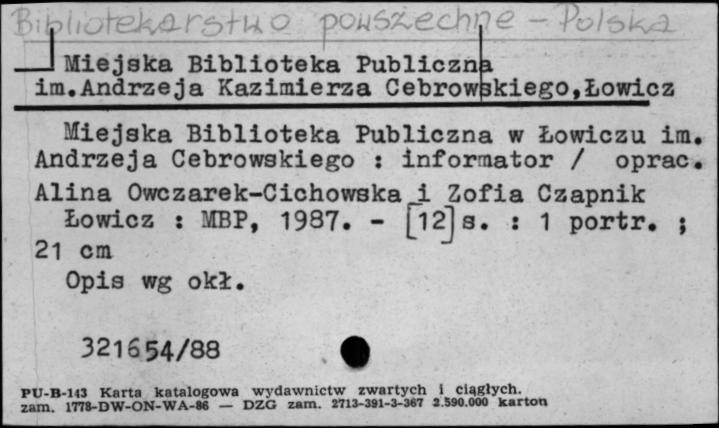 Bibliotekarstwo powszechne - Polska
Miejska Biblioteka Publiczna
im.Andrzeja Kazimierza Cebrowskiego,Łowicz
Miejska Biblioteka Publiczna w Łowiczu im.
Andrzeja Cebrowskiego : informator / oprac.
Alina Owczarek-Cichowska i Zofia Czapnik
Łowicz : MBP, 1987. - [12]s. : 1 portr. ;
21 cm
Opis wg okł.
321654/88
PU-B-143 Karta katalogowa wydawnictw zwartych i ciągłych.
zam. 1778-DW-ON-WA-86 — DZG zam. 2713-391-3-367 2.590.000 karton